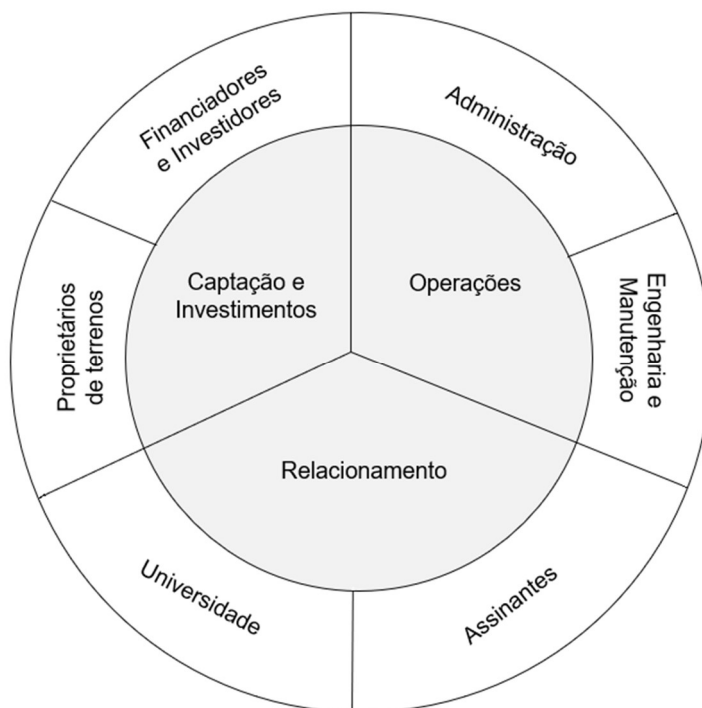 Financiadores
e Investidores
Administração
Proprietários
de terrenos
Captação e
Investimentos
Operações
Engenharia e
Manutenção
Relacionamento
Universidade
Assinantes